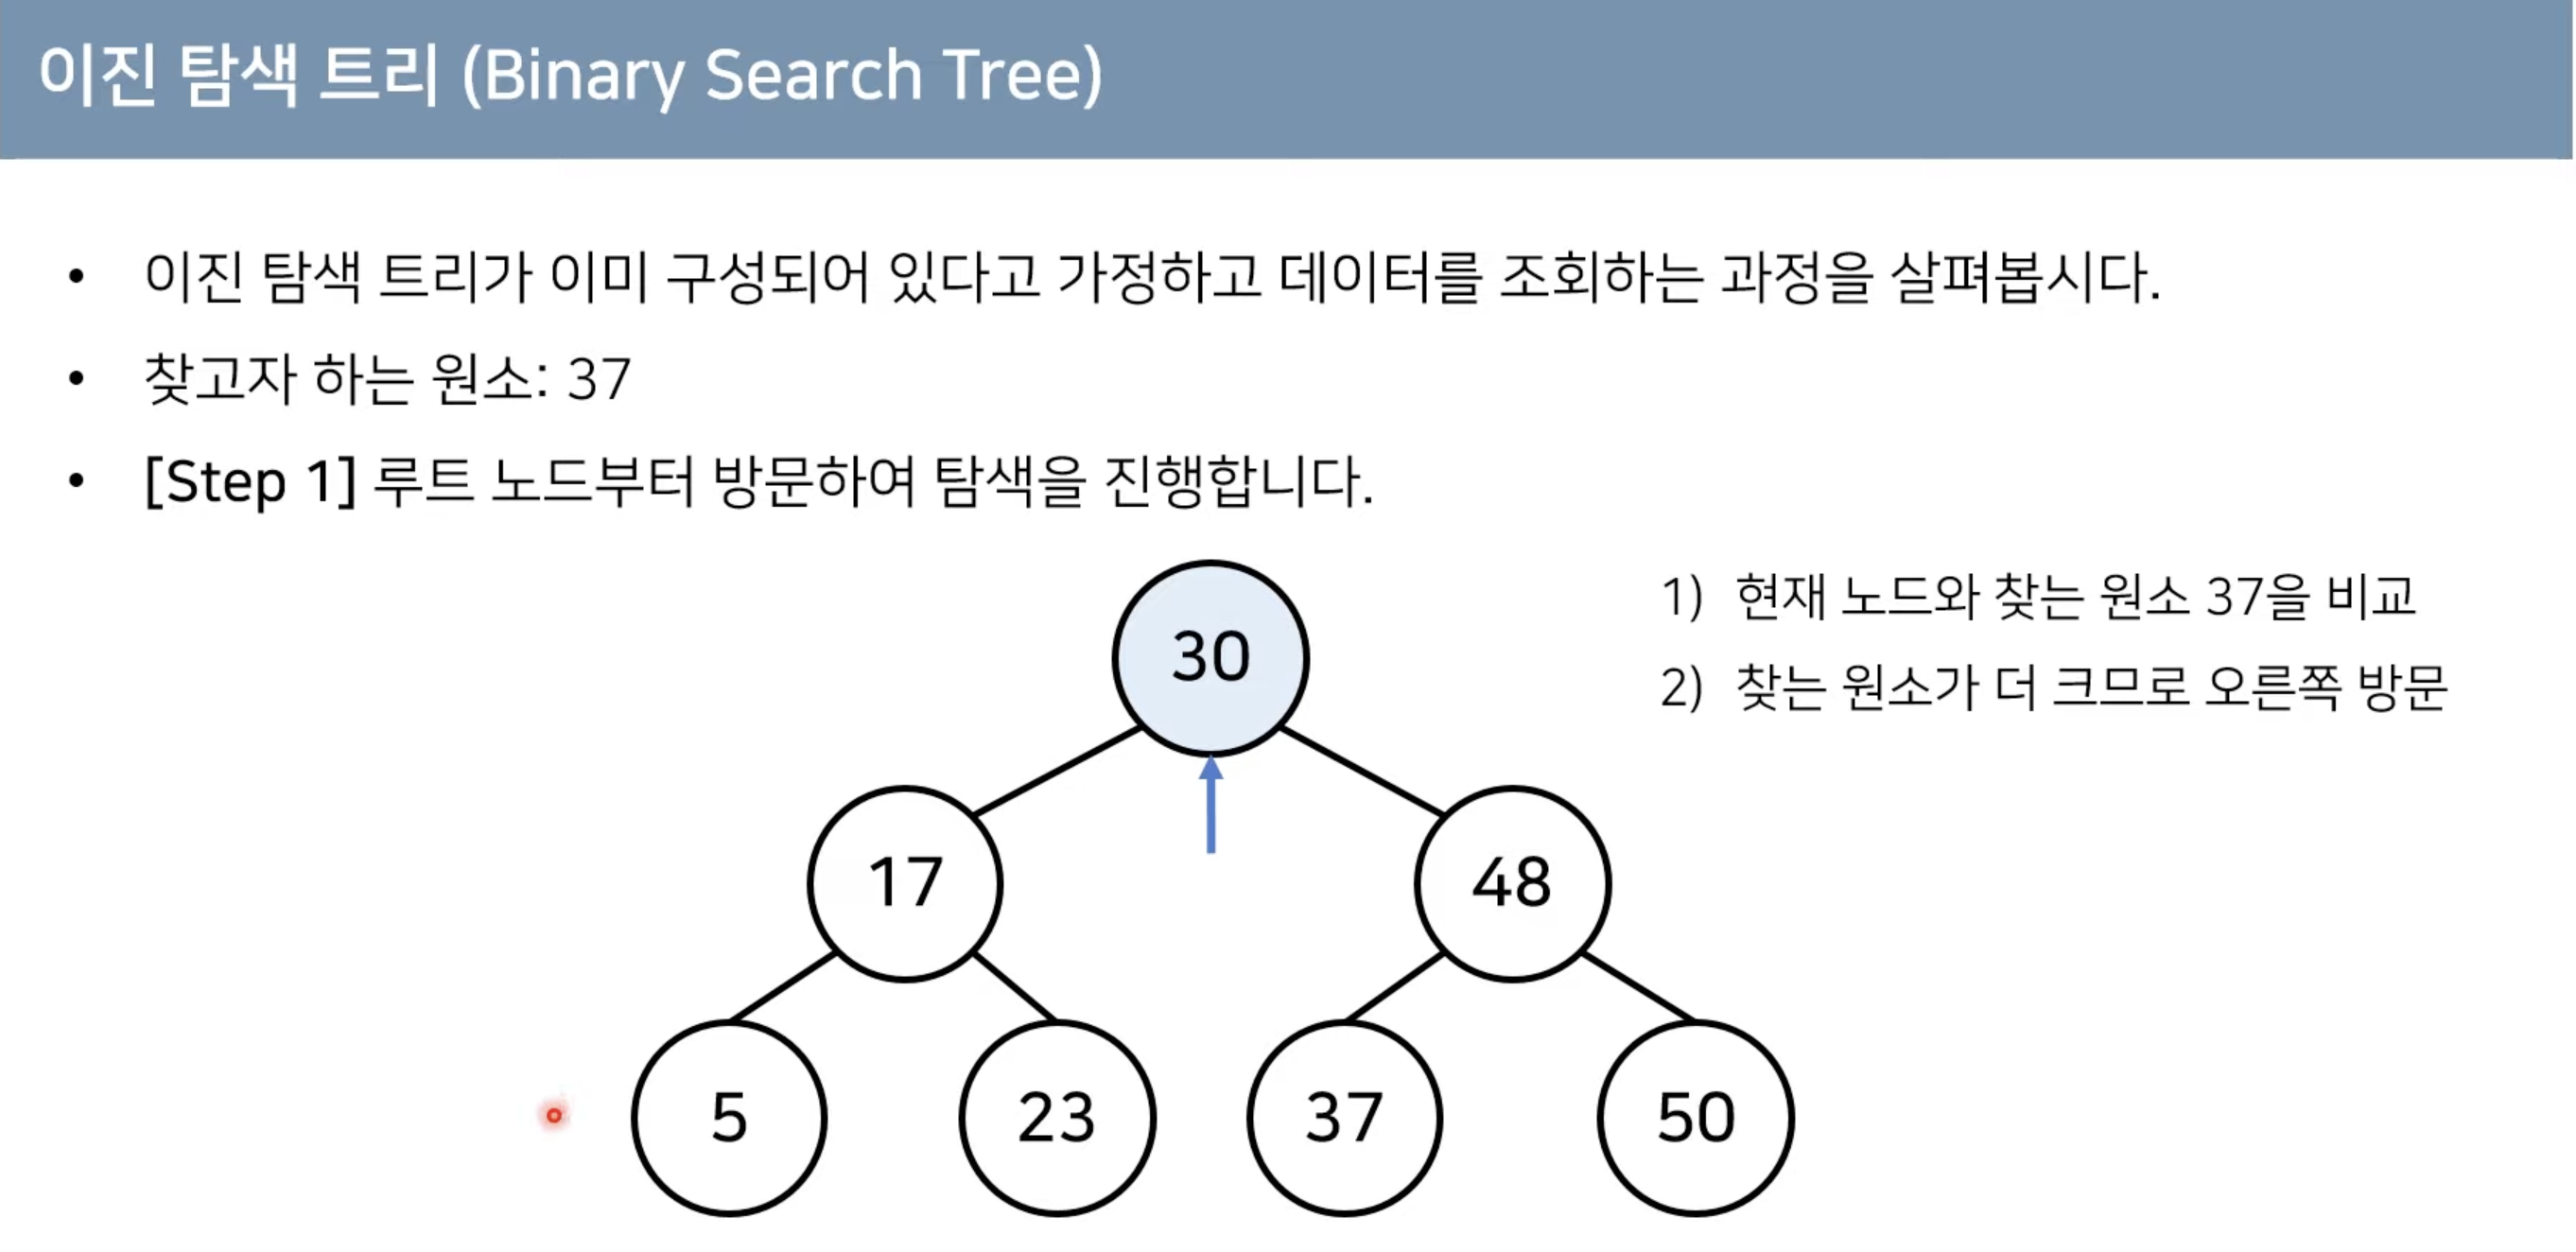 이진 탐색 트리 (Binary Search Tree)
• 이진 탐색 트리가 이미 구성되어 있다고 가정하고 데이터를 조회하는 과정을 살펴봅시다.
• 찾고자 하는 원소: 37
• [Step 1] 루트 노드부터 방문하여 탐색을 진행합니다.
1) 현재 노드와 찾는 원소 37을 비교
2) 찾는 원소가 더 크므로 오른쪽 방문
30
17 48
5 23 37 50